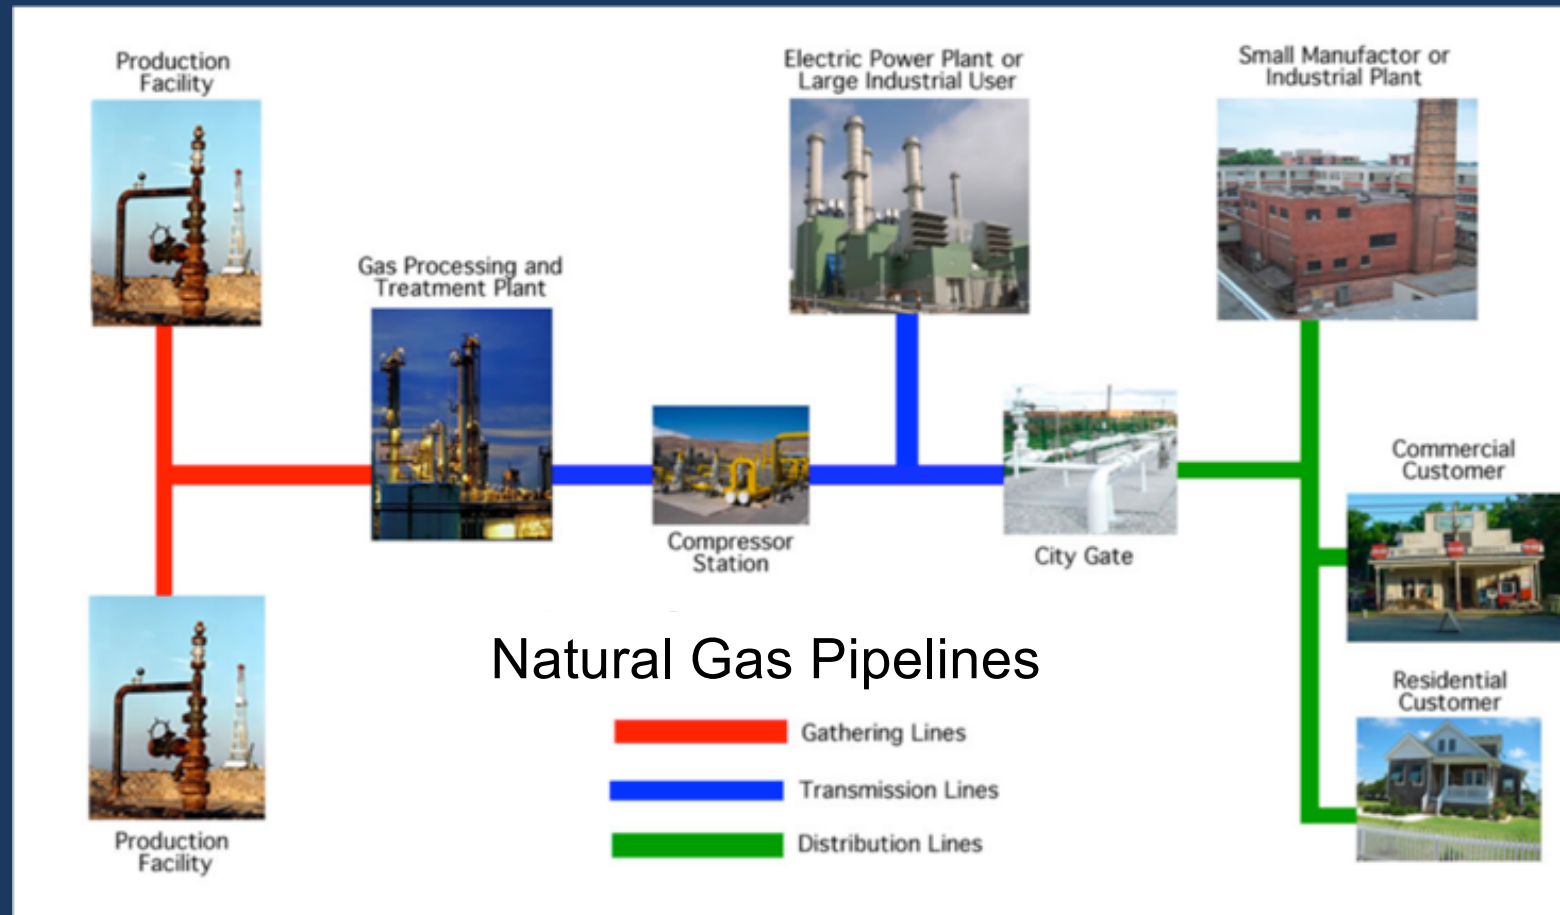 Production
Facility
Electric Power Plant or
Large Industrial User
Small Manufactor or
Industrial Plant
Gas Processing and
Treatment Plant
Compressor
Station
City Gate
Commercial
Customer
Residential
Customer
Production
Facility
Natural Gas Pipelines
Gathering Lines
Transmission Lines
Distribution Lines